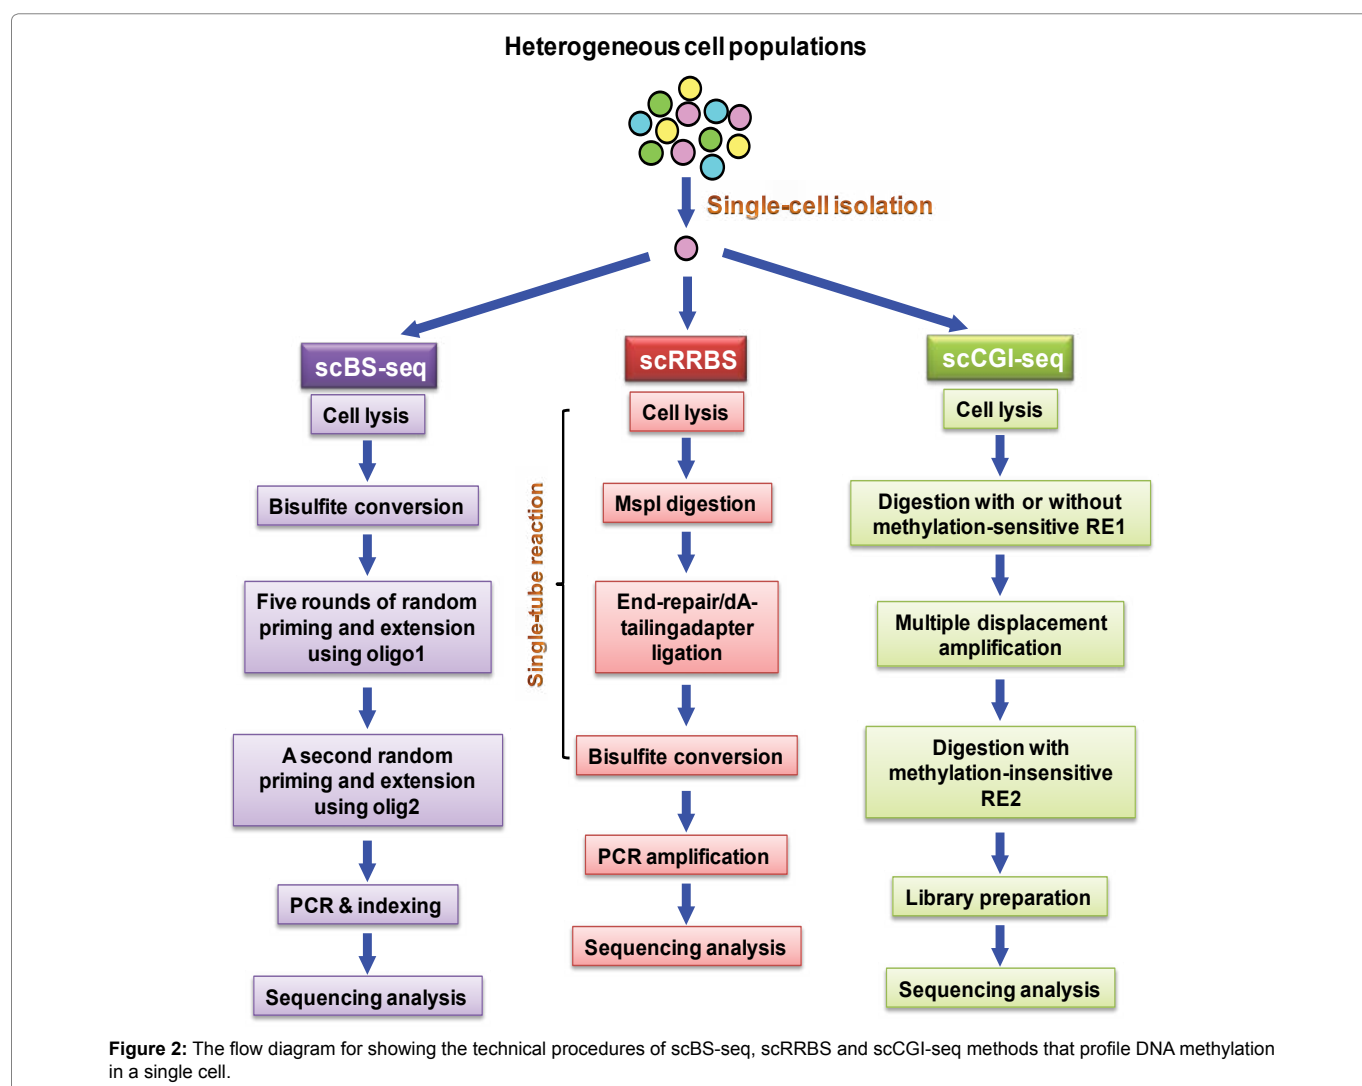 Heterogeneous cell populations
Single-cell isolation
scBS-seq
Cell lysis
Bisulfite conversion
Five rounds of random
priming and extension
using oligo1
A second random
priming and extension
using olig2
PCR & indexing
Sequencing analysis
Single-tube reaction
scRRBS
Cell lysis
MspI digestion
End-repair/dA-
tailingadapter
ligation
Bisulfite conversion
PCR amplification
Sequencing analysis
scCGI-seq
Cell lysis
Digestion with or without
methylation-sensitive RE1
Multiple displacement
amplification
Digestion with
methylation-insensitive
RE2
Library preparation
Sequencing analysis
Figure 2: The flow diagram for showing the technical procedures of scBS-seq, scRRBS and scCGI-seq methods that profile DNA methylation
in a single cell.